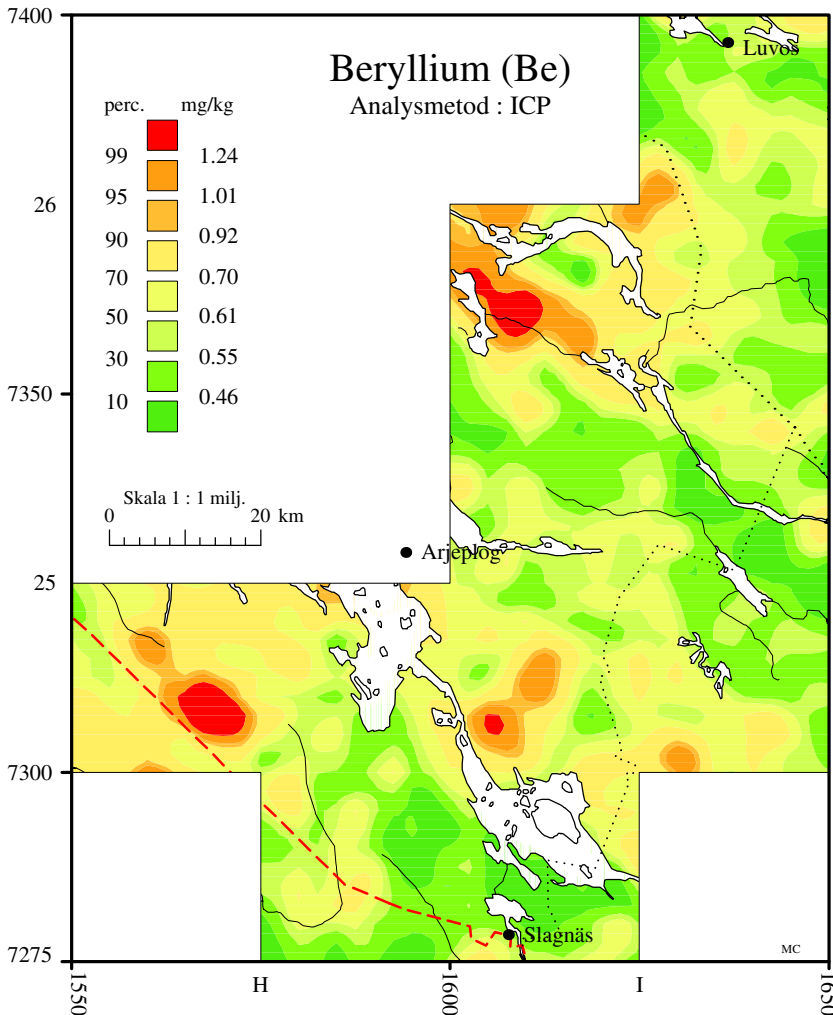 7400
Luvos
Beryllium (Be)
Analysmetod : ICP
perc. mg/kg
99 1.24
95 1.01
90 0.92
70 0.70
50 0.61
30 0.55
10 0.46
26
7350
Skala 1 : 1 milj.
0 20 km
Arjeplog
25
7300
Slagnäs
7275
MC
1550 H 1600 I 1650